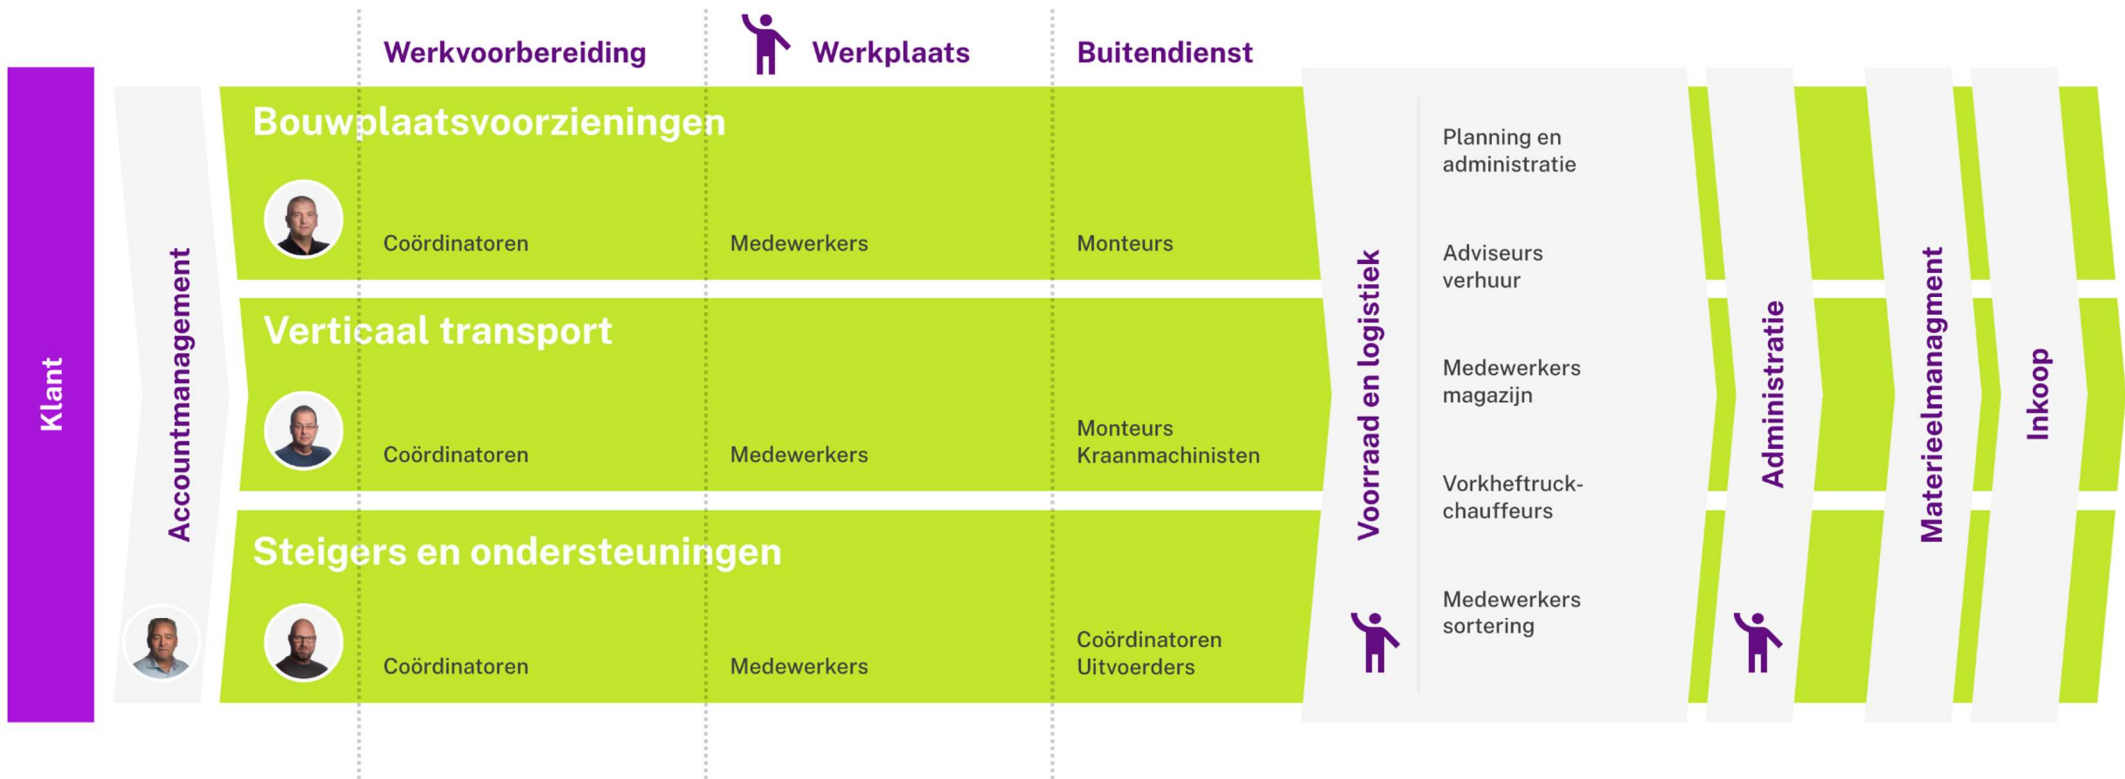 Werkvoorbereiding
Werkplaats
Buitendienst
Klant
Accountmanagement
Bouwplaatsvoorzieningen
Coördinatoren
Medewerkers
Monteurs
Verticaal transport
Coördinatoren
Medewerkers
Monteurs
Kraanmachinisten
Steigers en ondersteuningen
Coördinatoren
Medewerkers
Coördinatoren
Uitvoerders
Voorraad en logistiek
Planning en
administratie
Adviseurs
verhuur
Medewerkers
magazijn
Vorkheftruck-
chauffeurs
Medewerkers
sortering
Administratie
Materieelmanagment
Inkoop